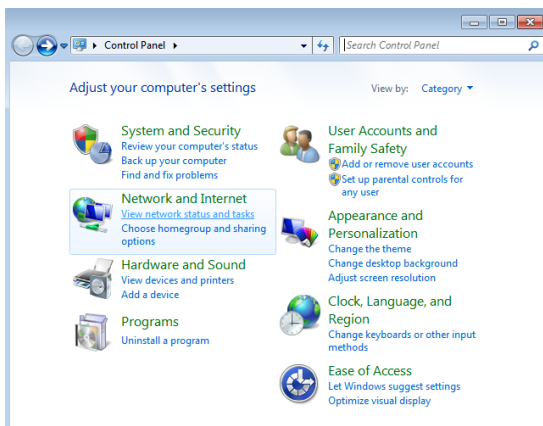 Control Panel
Search Control Panel
Adjust your computer's settings
View by: Category
System and Security
Review your computer's status
Back up your computer
Find and fix problems
Network and Internet
View network status and tasks
Choose homegroup and sharing
options
Hardware and Sound
View devices and printers
Add a device
Programs
Uninstall a program
User Accounts and
Family Safety
Add or remove user accounts
Set up parental controls for
any user
Appearance and
Personalization
Change the theme
Change desktop background
Adjust screen resolution
Clock, Language, and
Region
Change keyboards or other input
methods
Ease of Access
Let Windows suggest settings
Optimize visual display